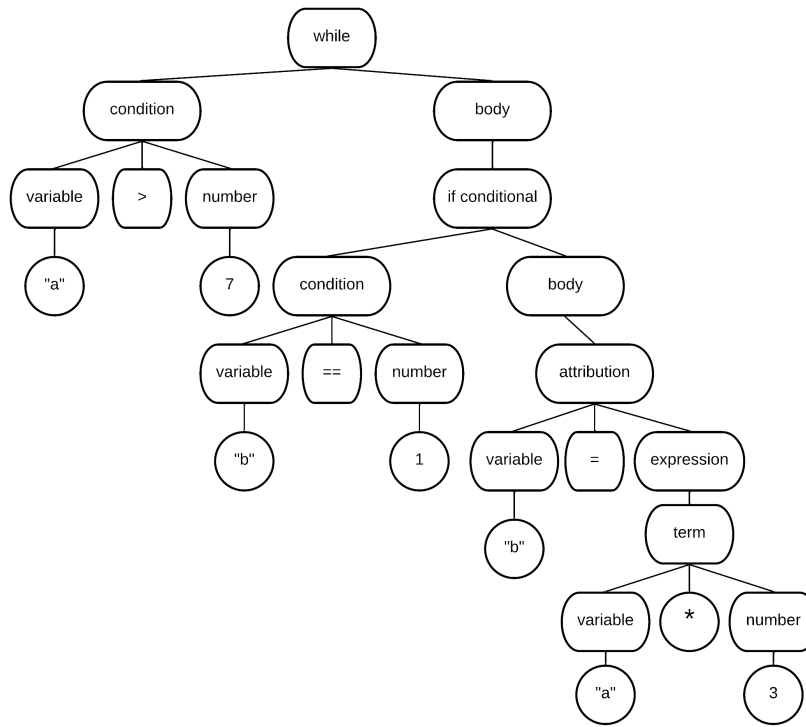 while
condition
body
variable
>
number
if conditional
"a"
7
condition
body
variable
==
number
attribution
"b"
1
variable
=
expression
"b"
term
variable
*
number
"a"
3